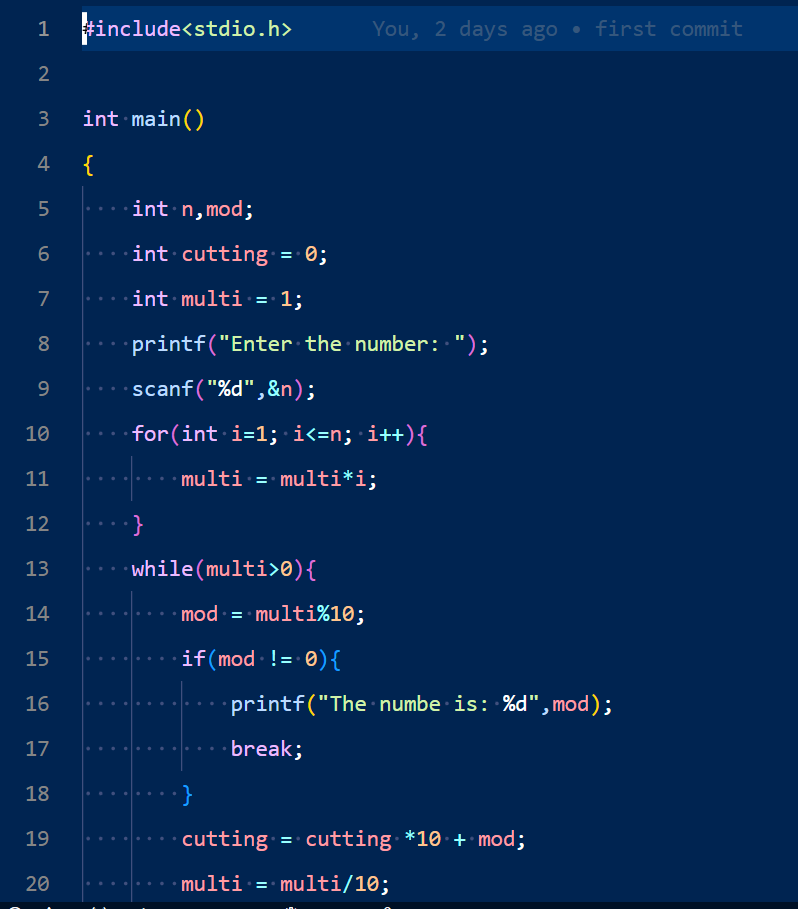 1 #include<stdio.h> You, 2 days ago • first commit
2
3 int main()
4 {
5 int n,mod;
6 int cutting = 0;
7 int multi = 1;
8 printf("Enter the number: ");
9 scanf("%d",&n);
10 for(int i=1; i<=n; i++){
11 multi = multi*i;
12 }
13 while(multi>0){
14 mod = multi%10;
15 if(mod != 0){
16 printf("The numbe is: %d",mod);
17 break;
18 }
19 cutting = cutting *10 + mod;
20 multi = multi/10;